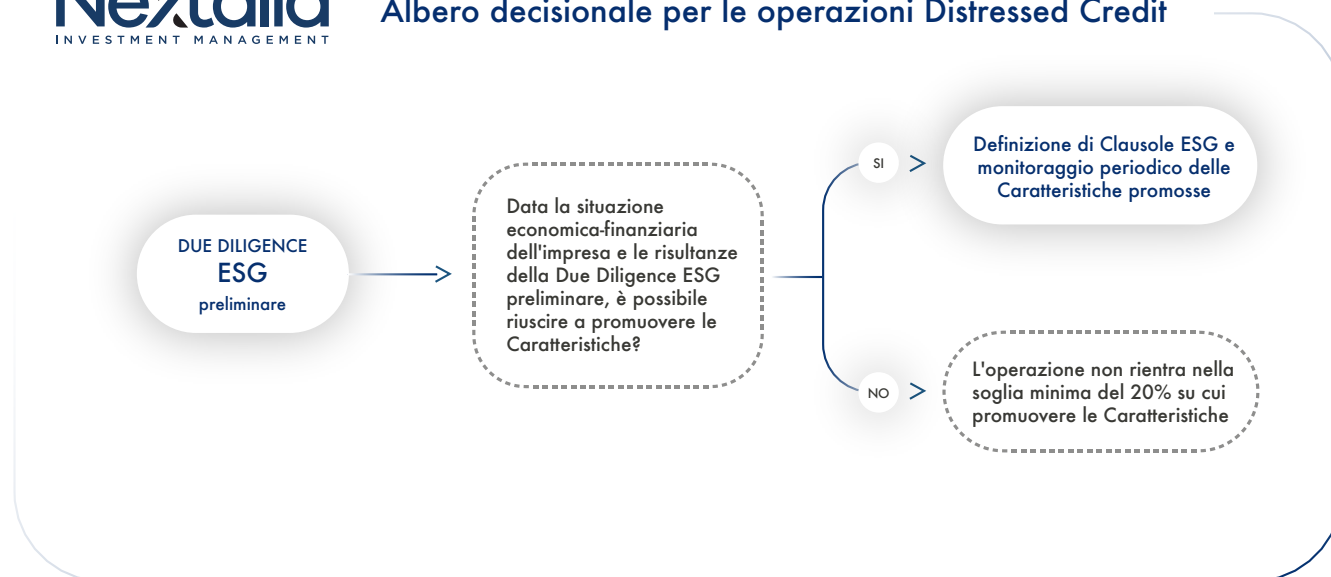 Nextalia
INVESTMENT MANAGEMENT
Albero decisionale per le operazioni Distressed Credit
DUE DILIGENCE
ESG
preliminare
Data la situazione
economica-finanziaria
dell'impresa e le risultanze
della Due Diligence ESG
preliminare, è possibile
riuscire a promuovere le
Caratteristiche?
SI
Definizione di Clausole ESG e
monitoraggio periodico delle
Caratteristiche promosse
NO
L'operazione non rientra nella
soglia minima del 20% su cui
promuovere le Caratteristiche